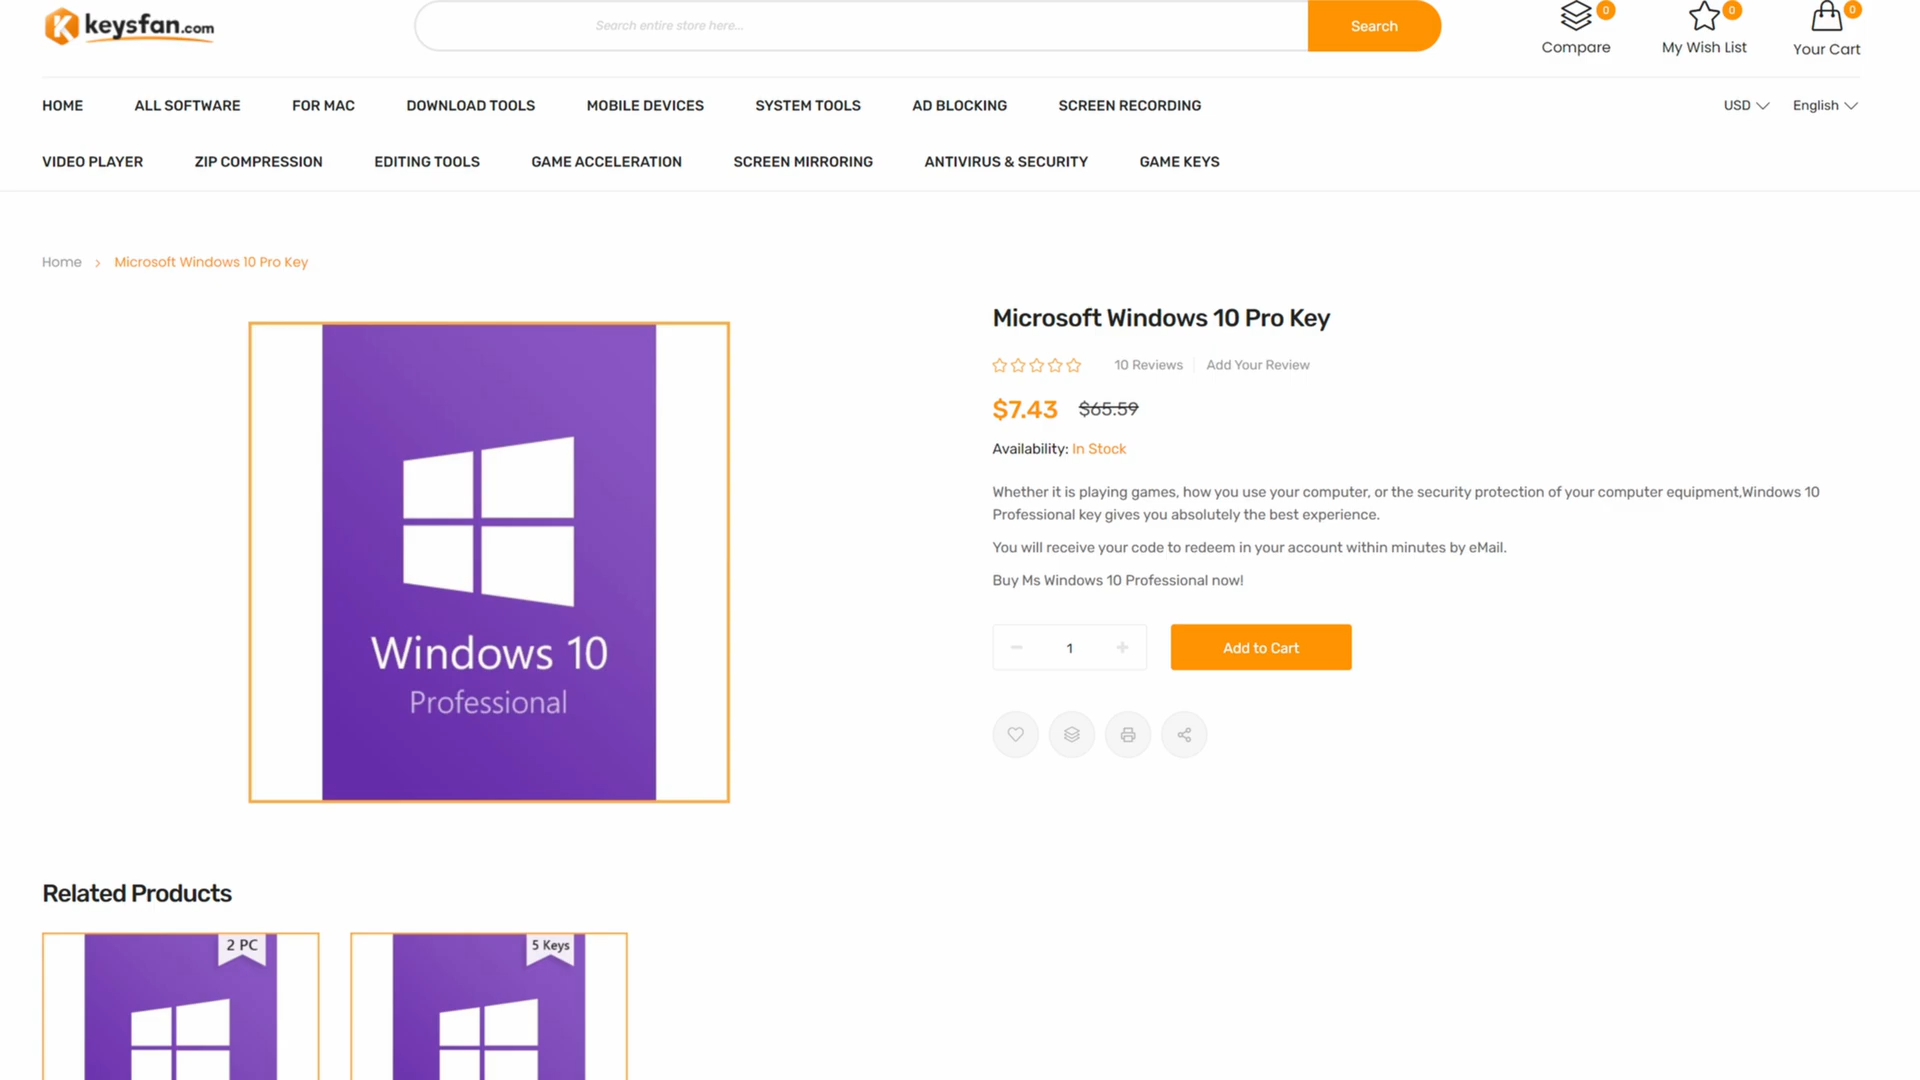 keysfan.com
Search entire store here...
Search
0
0
0
Compare
My Wish List
Your Cart
HOME
ALL SOFTWARE
FOR MAC
DOWNLOAD TOOLS
MOBILE DEVICES
SYSTEM TOOLS
AD BLOCKING
SCREEN RECORDING
USD
English
VIDEO PLAYER
ZIP COMPRESSION
EDITING TOOLS
GAME ACCELERATION
SCREEN MIRRORING
ANTIVIRUS & SECURITY
GAME KEYS
Home
Microsoft Windows 10 Pro Key
Windows 10
Professional
Microsoft Windows 10 Pro Key
10 Reviews
Add Your Review
$7.43
$65.59
Availability: In Stock
Whether it is playing games, how you use your computer, or the security protection of your computer equipment,Windows 10
Professional key gives you absolutely the best experience.
You will receive your code to redeem in your account within minutes by eMail.
Buy Ms Windows 10 Professional now!
1
Add to Cart
Related Products
2 PC
5 Keys